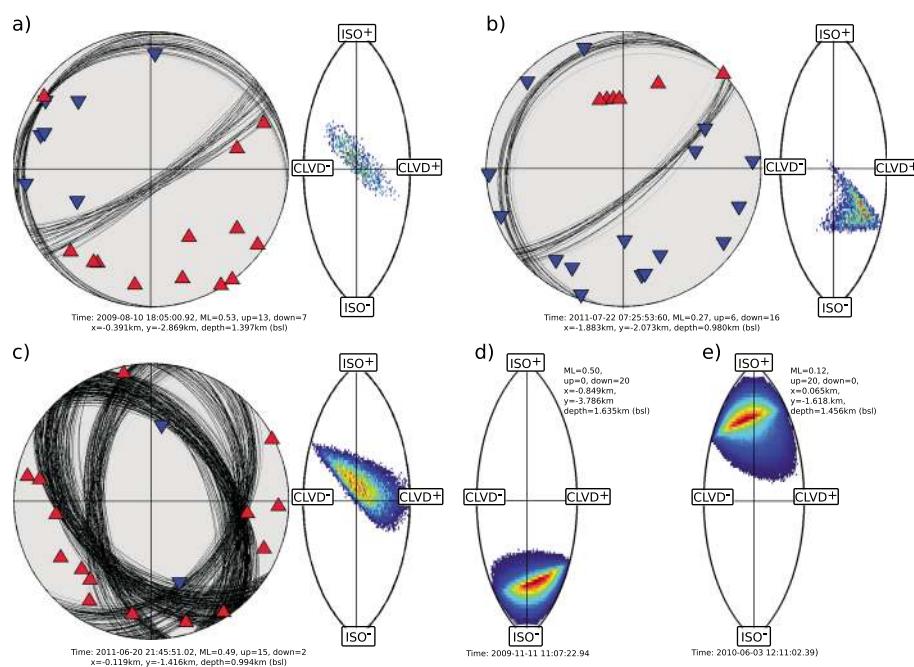 a)
ISO+
CLVD-
CLVD+
ISO-
Time: 2009-08-10 18:05:00.92, ML=0.53, up=13, down=7
x=-0.391km, y=-2.869km, depth=1.397km (bsl)
b)
ISO+
CLVD-
CLVD+
ISO-
Time: 2011-07-22 07:25:53:60, ML=0.27, up=6, down=16
x=-1.883km, y=-2.073km, depth=0.980km (bsl)
c)
ISO+
CLVD-
CLVD+
ISO-
Time: 2011-06-20 21:45:51.02, ML=0.49, up=15, down=2
x=-0.119km, y=-1.416km, depth=0.994km (bsl)
d)
ISO+
ML=0.50,
up=0, down=20
x=-0.849km,
y=-3.786km
depth=1.635km (bsl)
CLVD-
CLVD+
ISO-
Time: 2009-11-11 11:07:22.94
e)
ISO+
ML=0.12,
up=20, down=0,
x=0.065km,
y=-1.618.km,
depth=1.456km (bsl)
CLVD-
CLVD+
ISO-
Time: 2010-06-03 12:11:02.39)